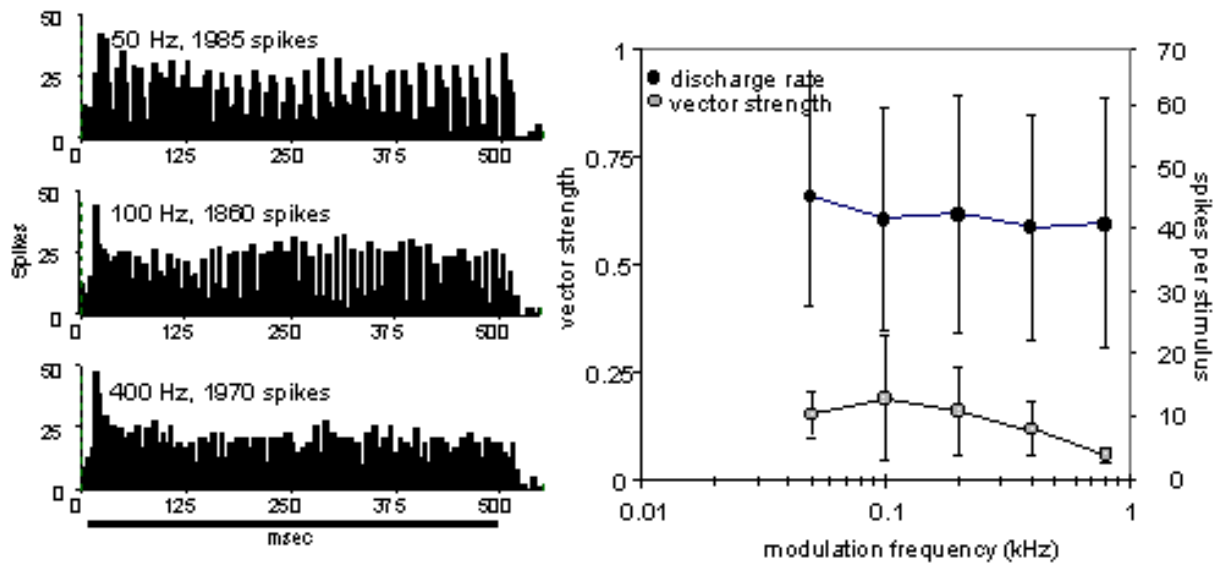 50
50 Hz, 1985 spikes
25
0
0 125 250 375 500
50
100 Hz, 1860 spikes
25
0
0 125 250 375 500
Spikes
50
400 Hz, 1970 spikes
25
0
0 125 250 375 500
msec
1
0.75
0.5
0.25
0
vector strength
discharge rate
vector strength
70
60
50
40
30
20
10
0
spikes per stimulus
0.01 0.1 1
modulation frequency (kHz)